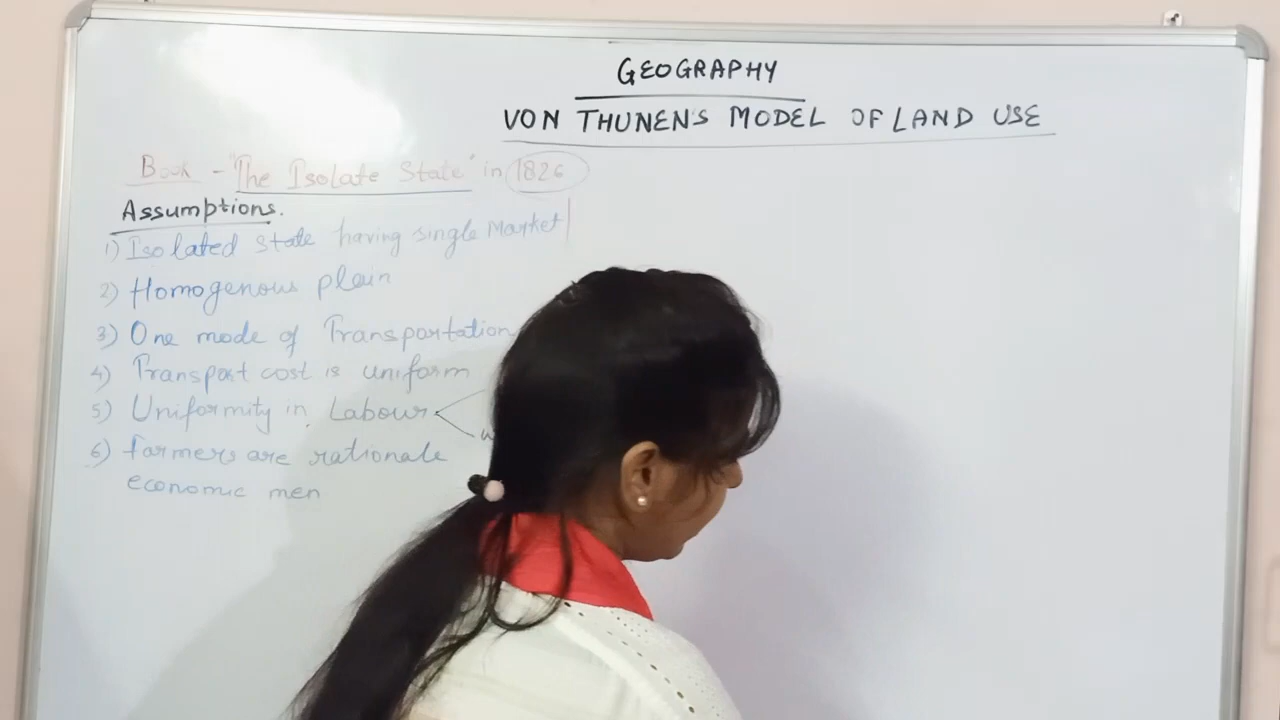 GEOGRAPHY
VON THUNEN'S MODEL OF LAND USE
Book - "The Isolate State" in 1826
Assumptions.
1) Isolated state having single Market
2) Homogenous plain
3) One mode of Transportation
4) Transport cost is uniform
5) Uniformity in Labour
6) farmers are rationale
economic men